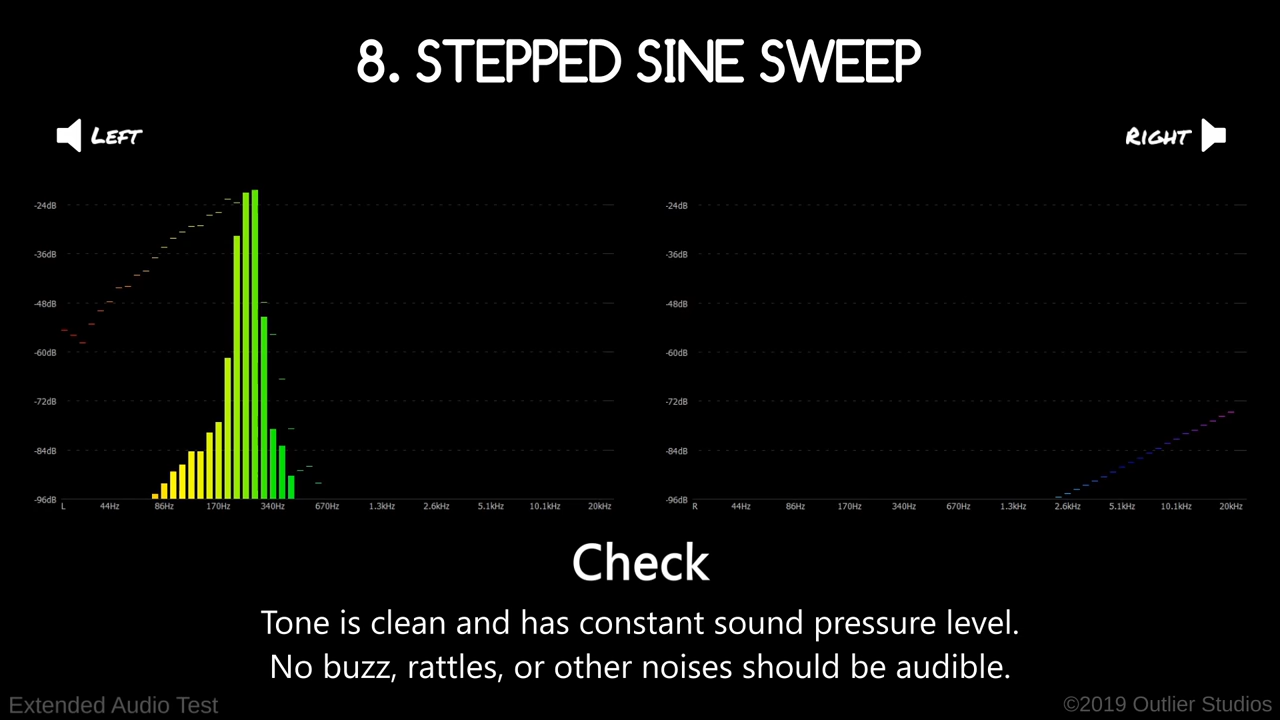 8. STEPPED SINE SWEEP
LEFT
RIGHT
-24dB
-36dB
-48dB
-60dB
-72dB
-84dB
-96dB
L 44Hz 86Hz 170Hz 340Hz 670Hz 1.3kHz 2.6kHz 5.1kHz 10.1kHz 20kHz
-24dB
-36dB
-48dB
-60dB
-72dB
-84dB
-96dB
R 44Hz 86Hz 170Hz 340Hz 670Hz 1.3kHz 2.6kHz 5.1kHz 10.1kHz 20kHz
Check
Tone is clean and has constant sound pressure level.
No buzz, rattles, or other noises should be audible.
Extended Audio Test
©2019 Outlier Studios